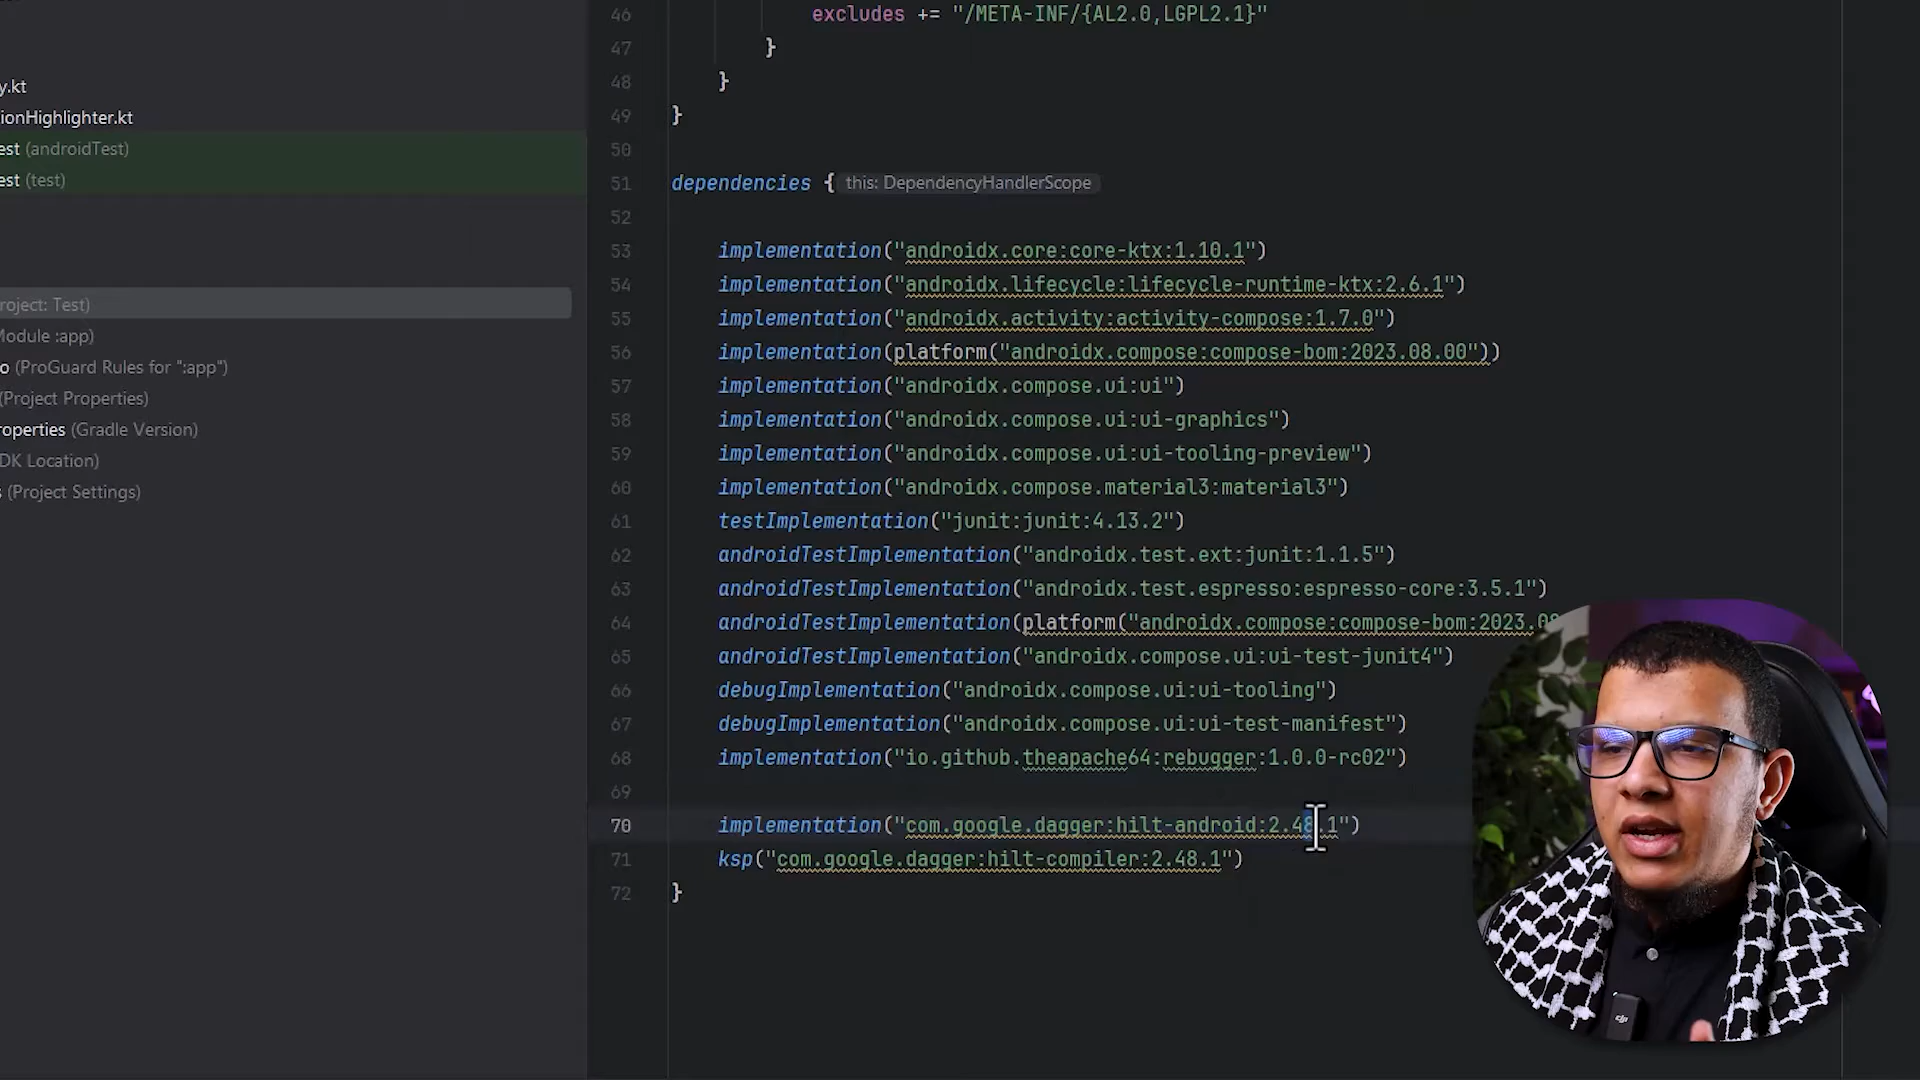 y.kt
ionHighlighter.kt
est (androidTest)
est (test)
roject: Test)
Module :app)
o (ProGuard Rules for ":app")
(Project Properties)
roperties (Gradle Version)
DK Location)
s (Project Settings)
46 excludes += "/META-INF/{AL2.0,LGPL2.1}"
47 }
48 }
49 }
50
51 dependencies { this: DependencyHandlerScope
52
53 implementation("androidx.core:core-ktx:1.10.1")
54 implementation("androidx.lifecycle:lifecycle-runtime-ktx:2.6.1")
55 implementation("androidx.activity:activity-compose:1.7.0")
56 implementation(platform("androidx.compose:compose-bom:2023.08.00"))
57 implementation("androidx.compose.ui:ui")
58 implementation("androidx.compose.ui:ui-graphics")
59 implementation("androidx.compose.ui:ui-tooling-preview")
60 implementation("androidx.compose.material3:material3")
61 testImplementation("junit:junit:4.13.2")
62 androidTestImplementation("androidx.test.ext:junit:1.1.5")
63 androidTestImplementation("androidx.test.espresso:espresso-core:3.5.1")
64 androidTestImplementation(platform("androidx.compose:compose-bom:2023.08
65 androidTestImplementation("androidx.compose.ui:ui-test-junit4")
66 debugImplementation("androidx.compose.ui:ui-tooling")
67 debugImplementation("androidx.compose.ui:ui-test-manifest")
68 implementation("io.github.theapache64:rebugger:1.0.0-rc02")
69
70 implementation("com.google.dagger:hilt-android:2.48.1")
71 ksp("com.google.dagger:hilt-compiler:2.48.1")
72 }
dji